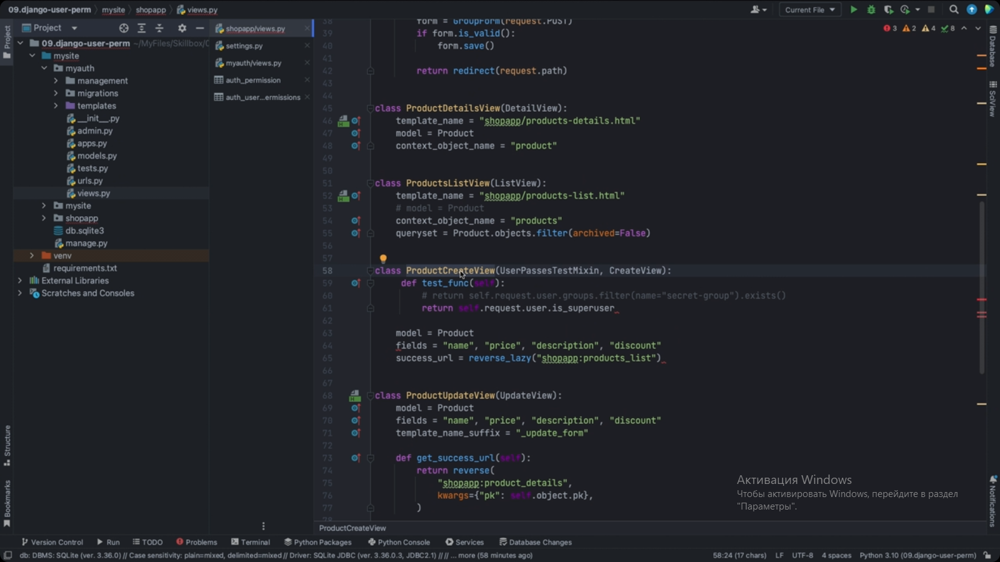 09.django-user-perm
mysite
shopapp
views.py
Current File
Project
Project
09.django-user-perm ~/MyFiles/Skillbox/
mysite
myauth
management
migrations
templates
__init__.py
admin.py
apps.py
models.py
tests.py
urls.py
views.py
mysite
shopapp
db.sqlite3
manage.py
venv
requirements.txt
External Libraries
Scratches and Consoles
Structure
Bookmarks
shopapp/views.py
settings.py
myauth/views.py
auth_permission
auth_user...ermissions
3 2 4 8
38 form = GroupForm(request.POST)
39 if form.is_valid():
40 form.save()
41
42 return redirect(request.path)
43
44
45 class ProductDetailsView(DetailView):
46 template_name = "shopapp/products-details.html"
47 model = Product
48 context_object_name = "product"
49
50
51 class ProductsListView(ListView):
52 template_name = "shopapp/products-list.html"
53 # model = Product
54 context_object_name = "products"
55 queryset = Product.objects.filter(archived=False)
56
57
58 class ProductCreateView(UserPassesTestMixin, CreateView):
59 def test_func(self):
60 # return self.request.user.groups.filter(name="secret-group").exists()
61 return self.request.user.is_superuser
62
63 model = Product
64 fields = "name", "price", "description", "discount"
65 success_url = reverse_lazy("shopapp:products_list")
66
67
68 class ProductUpdateView(UpdateView):
69 model = Product
70 fields = "name", "price", "description", "discount"
71 template_name_suffix = "_update_form"
72
73 def get_success_url(self):
74 return reverse(
75 "shopapp:product_details",
76 kwargs={"pk": self.object.pk},
77 )
78
Database
SciView
Notifications
Активация Windows
Чтобы активировать Windows, перейдите в раздел
"Параметры".
ProductCreateView
Version Control
Run
TODO
Problems
Terminal
Python Packages
Python Console
Services
Database Changes
db: DBMS: SQLite (ver. 3.36.0) // Case sensitivity: plain=mixed, delimited=mixed // Driver: SQLite JDBC (ver. 3.36.0.3, JDBC2.1) // // ... more (58 minutes ago)
58:24 (17 chars) LF UTF-8 4 spaces Python 3.10 (09.django-user-perm)